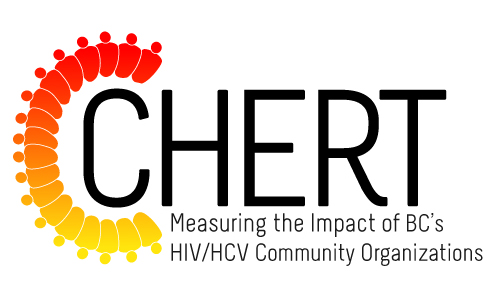 CHERT
Measuring the Impact of BC's
HIV/HCV Community Organizations